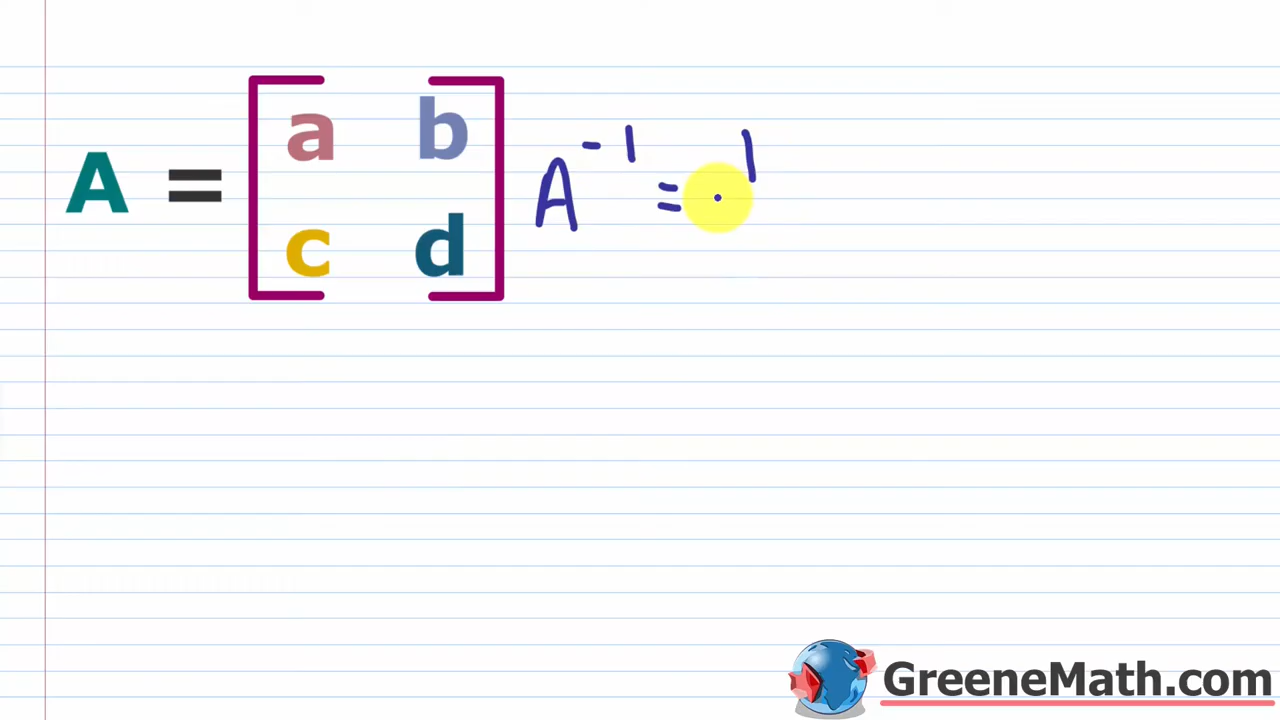 A = [a b
c d] A⁻¹ = 1
GreeneMath.com